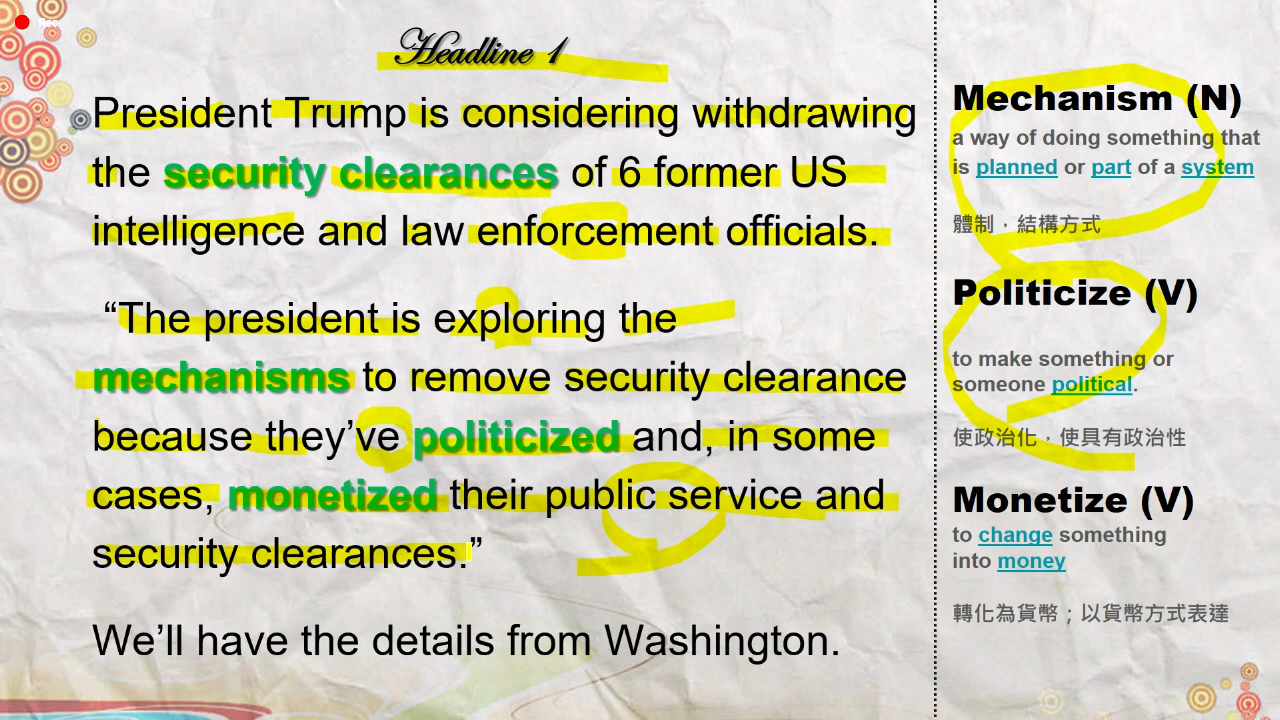 Headline 1
President Trump is considering withdrawing
the security clearances of 6 former US
intelligence and law enforcement officials.
“The president is exploring the
mechanisms to remove security clearance
because they’ve politicized and, in some
cases, monetized their public service and
security clearances.”
We’ll have the details from Washington.
Mechanism (N)
a way of doing something that
is planned or part of a system
體制，結構方式
Politicize (V)
to make something or
someone political.
使政治化，使具有政治性
Monetize (V)
to change something
into money
轉化為貨幣；以貨幣方式表達